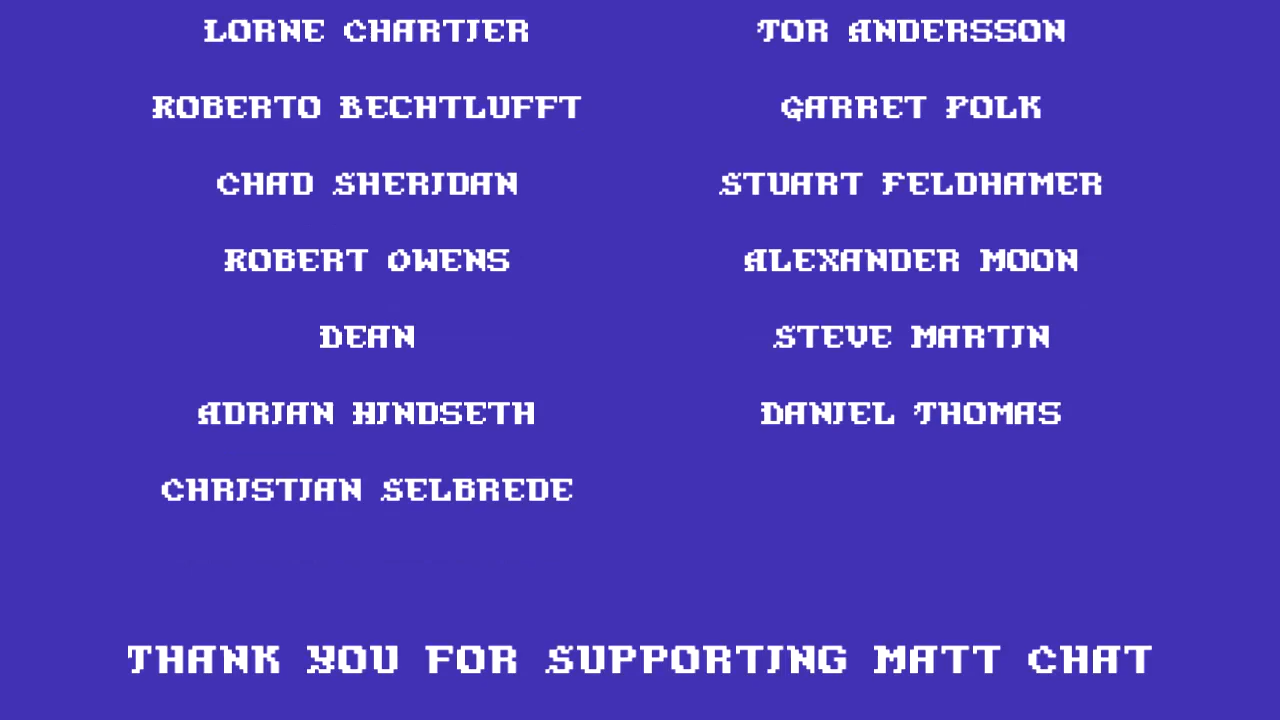 LORNE CHARTIER TOR ANDERSSON
ROBERTO BECHTLUFFT GARRET POLK
CHAD SHERIDAN STUART FELDHAMER
ROBERT OWENS ALEXANDER MOON
DEAN STEVE MARTIN
ADRIAN HINDSETH DANIEL THOMAS
CHRISTIAN SELBREDE
THANK YOU FOR SUPPORTING MATT CHAT